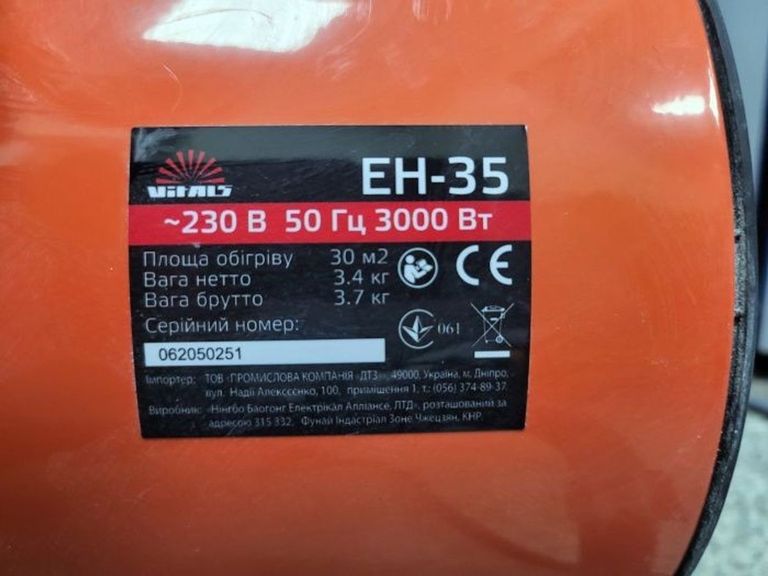 Vitals
EH-35
~230 В 50 Гц 3000 Вт
Площа обігріву 30 м2
Вага нетто 3.4 кг
Вага брутто 3.7 кг
CE
Серійний номер:
061
062050251
Імпортер: ТОВ "ПРОМИСЛОВА КОМПАНІЯ "ДТЗ", 49000, Україна, м. Дніпро,
вул. Надії Алексєєнко, 100, приміщення 1, т.: (056) 374-89-37.
Виробник: «Нінгбо Баогонг Електрікал Апплайнс, ЛТД», розташований за
адресою 315 332, Фунай Індастріал Зоне Чжецзян, КНР.